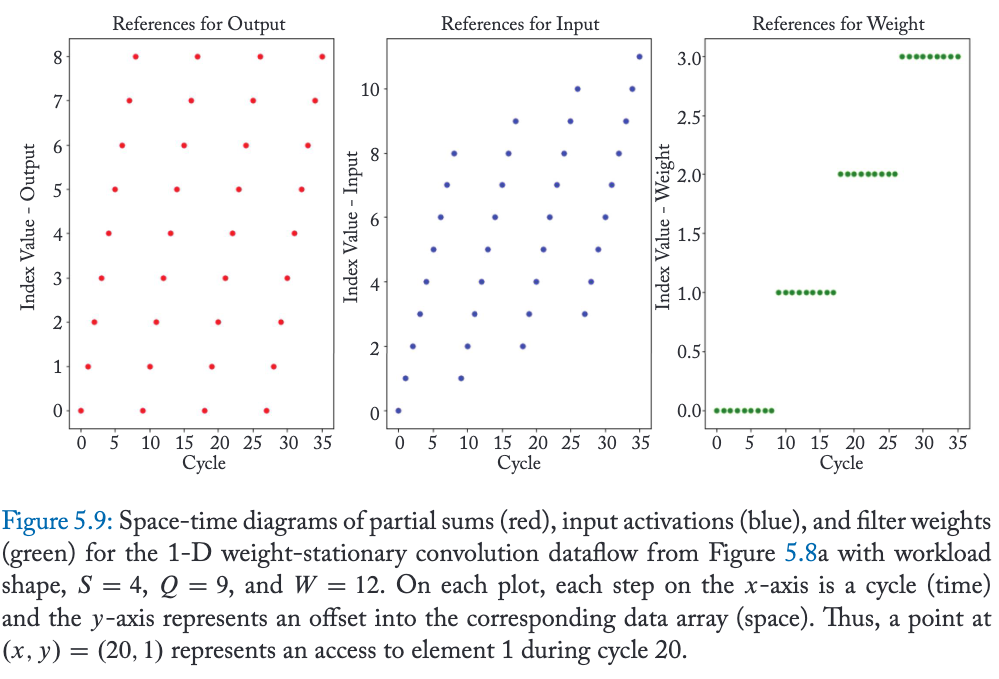 References for Output
References for Input
References for Weight
Index Value - Output
8
7
6
5
4
3
2
1
0
0 5 10 15 20 25 30 35
Cycle
Index Value - Input
10
8
6
4
2
0
0 5 10 15 20 25 30 35
Cycle
Index Value - Weight
3.0
2.5
2.0
1.5
1.0
0.5
0.0
0 5 10 15 20 25 30 35
Cycle
Figure 5.9: Space-time diagrams of partial sums (red), input activations (blue), and filter weights
(green) for the 1-D weight-stationary convolution dataflow from Figure 5.8a with workload
shape, S = 4, Q = 9, and W = 12. On each plot, each step on the x-axis is a cycle (time)
and the y-axis represents an offset into the corresponding data array (space). Thus, a point at
(x, y) = (20, 1) represents an access to element 1 during cycle 20.